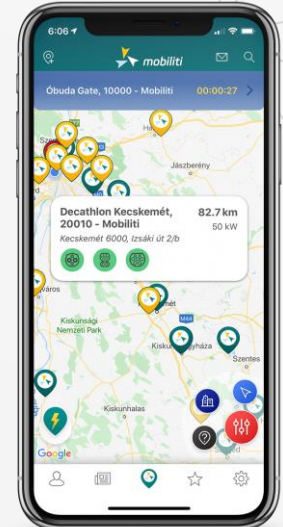 6:06
mobiliti
Óbuda Gate, 10000 - Mobiliti 00:00:27
Jászberény
Decathlon Kecskemét, 82.7 km
20010 - Mobiliti 50 kW
Kecskemét 6000, Izsáki út 2/b
Kiskunsági
Nemzeti Park
M44
Szentes
Kiskunhalas
Google